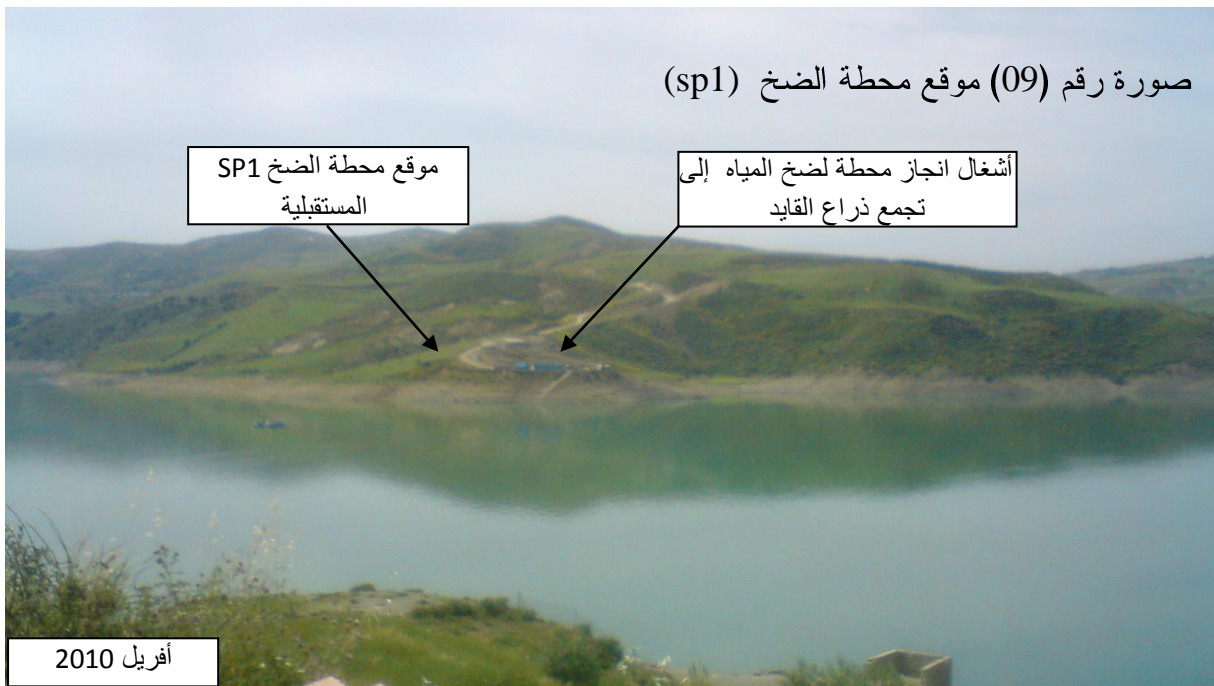 صورة رقم (09) موقع محطة الضخ (sp1)
أشغال انجاز محطة لضخ المياه إلى
تجمع ذراع القايد
موقع محطة الضخ SP1
المستقبلية
أفريل 2010